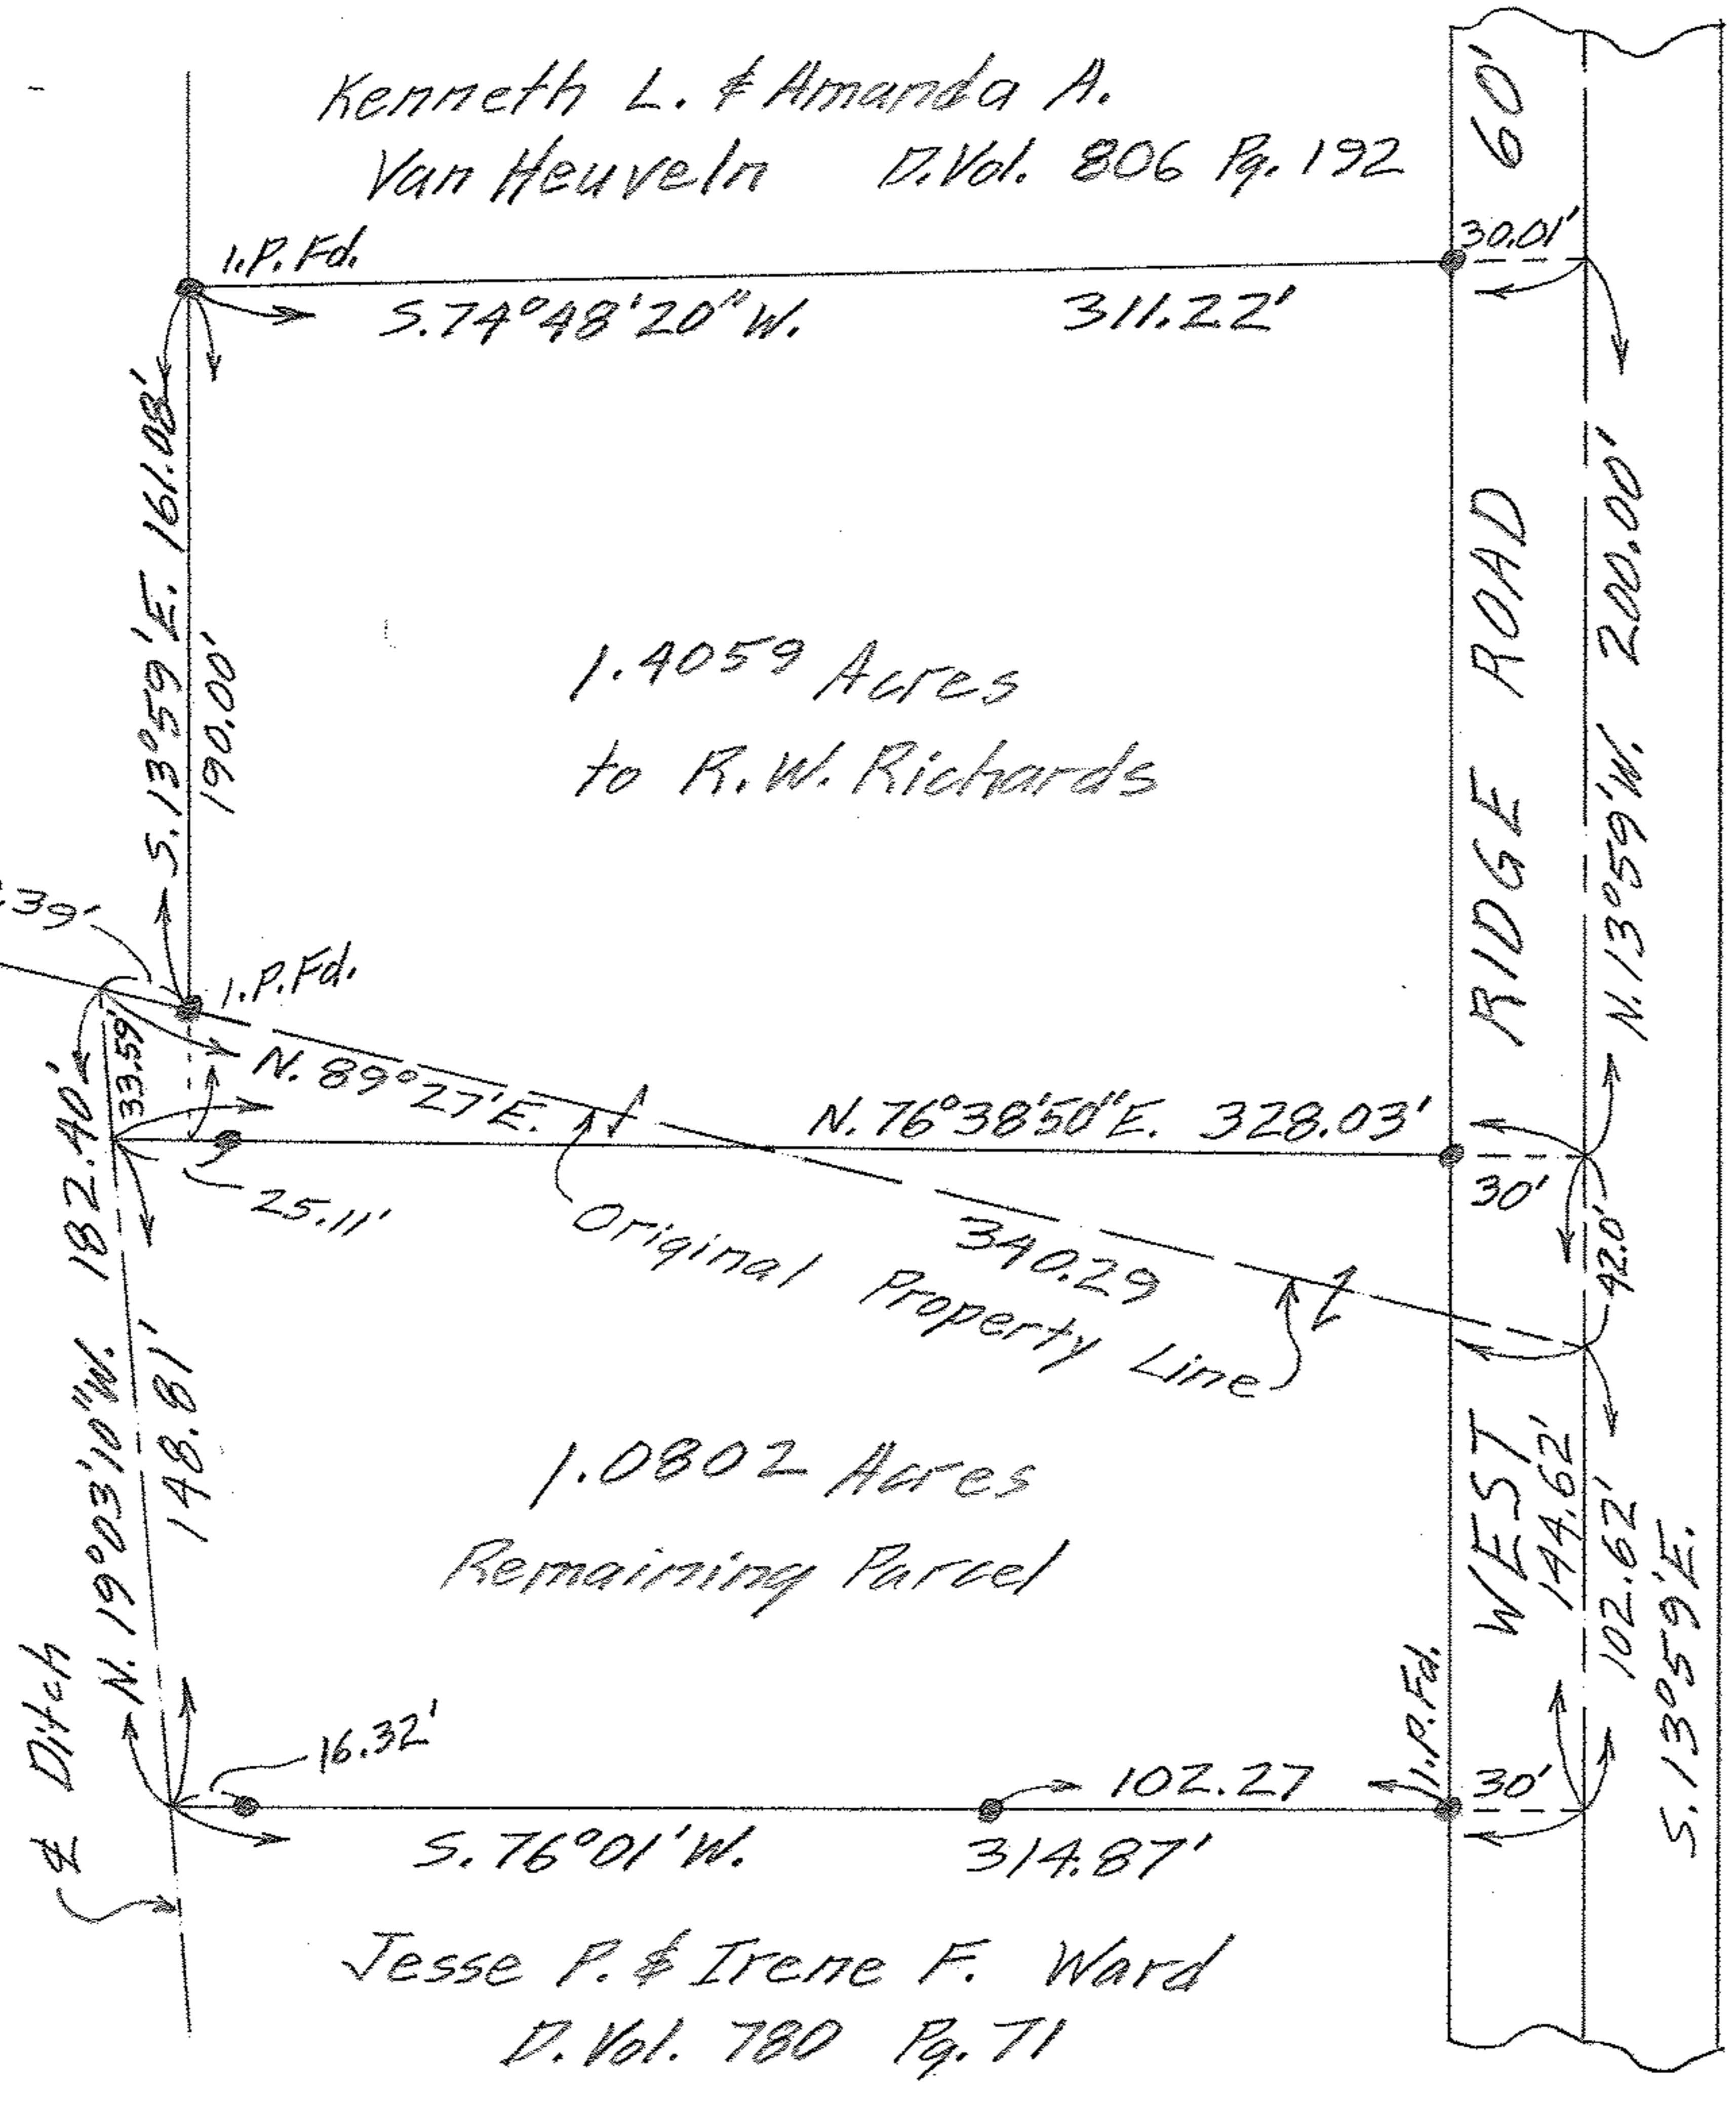 Kenneth L. & Amanda A.
Van Heuveln D.Vol. 806 Pg. 192
60'
I.P. Fd.
30.01'
S.74°48'20"W. 311.22'
S.13°59'E. 161.08'
190.00'
N.13°59'W. 200.00'
1.4059 Acres
to R.W. Richards
WEST RIDGE ROAD
.39'
I.P.Fd.
33.59'
N. 89°27'E.
N.76°38'50"E. 328.03'
30'
25.11'
42.0'
Original Property Line
340.29
N. 19°03'10"W. 182.40'
148.81'
1.0802 Acres
Remaining Parcel
144.62'
102.62'
S.13°59'E.
℄ Ditch
16.32'
102.27
I.P.Fd.
30'
S.76°01'W. 314.87'
Jesse P. & Irene F. Ward
D.Vol. 780 Pg.71